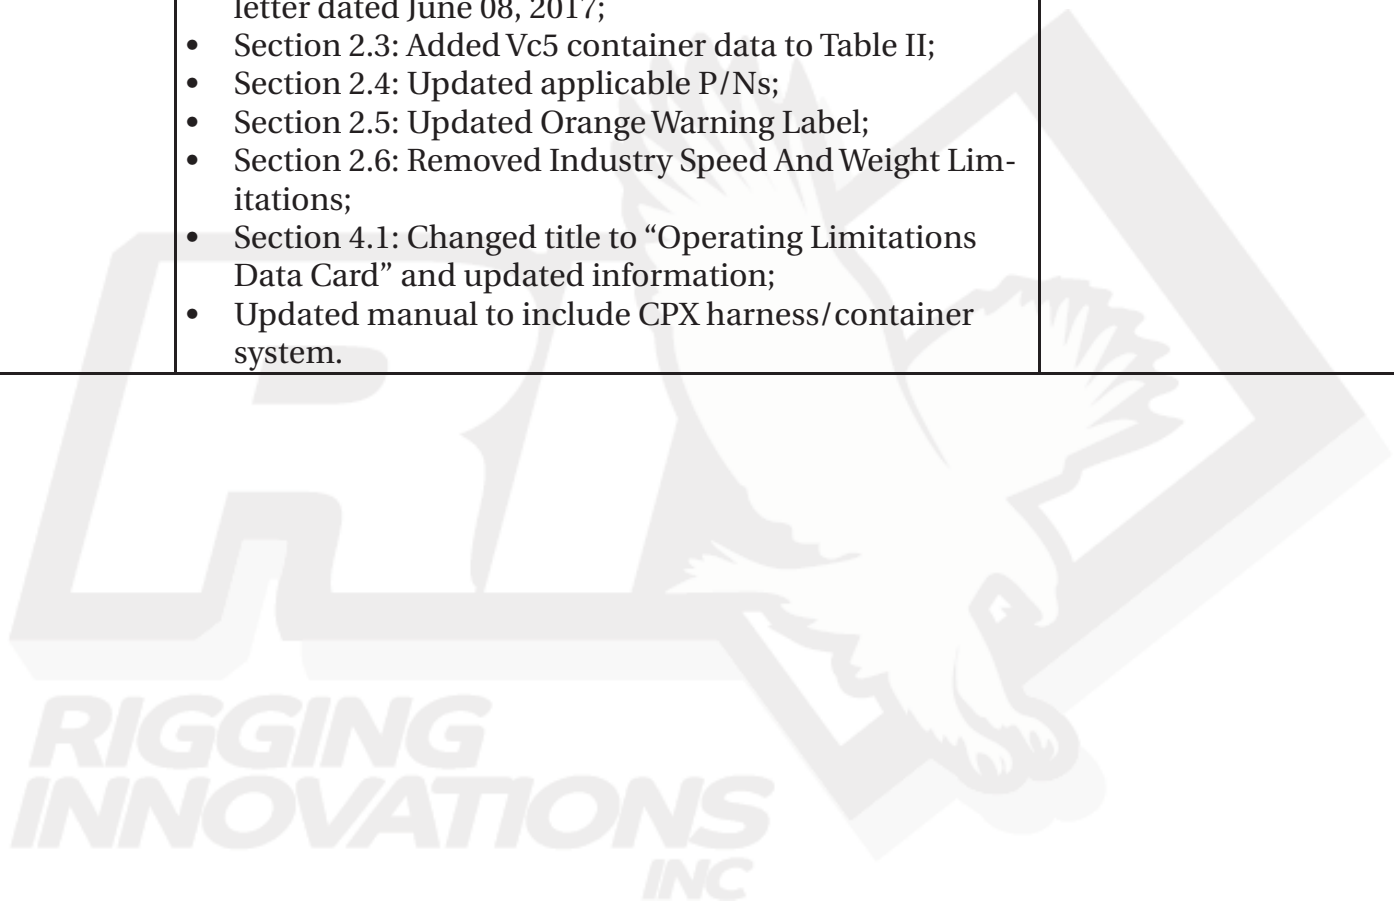 letter dated June 08, 2017;
• Section 2.3: Added Vc5 container data to Table II;
• Section 2.4: Updated applicable P/Ns;
• Section 2.5: Updated Orange Warning Label;
• Section 2.6: Removed Industry Speed And Weight Lim-
itations;
• Section 4.1: Changed title to “Operating Limitations
Data Card” and updated information;
• Updated manual to include CPX harness/container
system.
RI
RIGGING
INNOVATIONS
INC